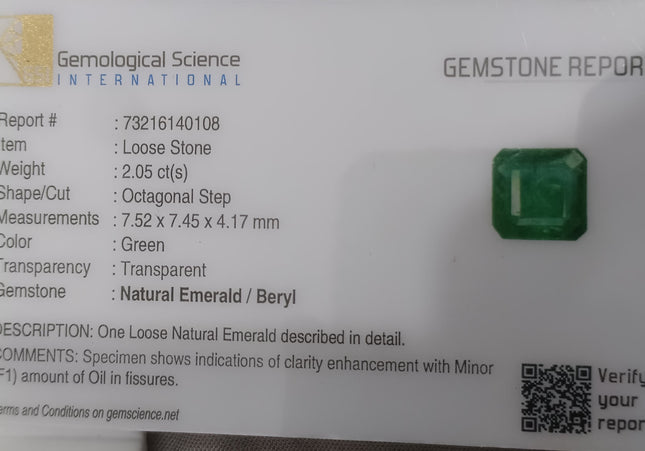 Gemological Science
INTERNATIONAL
GEMSTONE REPOR
Report # : 73216140108
tem : Loose Stone
Weight : 2.05 ct(s)
Shape/Cut : Octagonal Step
Measurements : 7.52 x 7.45 x 4.17 mm
Color : Green
Transparency : Transparent
Gemstone : Natural Emerald / Beryl
DESCRIPTION: One Loose Natural Emerald described in detail.
COMMENTS: Specimen shows indications of clarity enhancement with Minor
F1) amount of Oil in fissures.
erms and Conditions on gemscience.net
Verify
your
repor